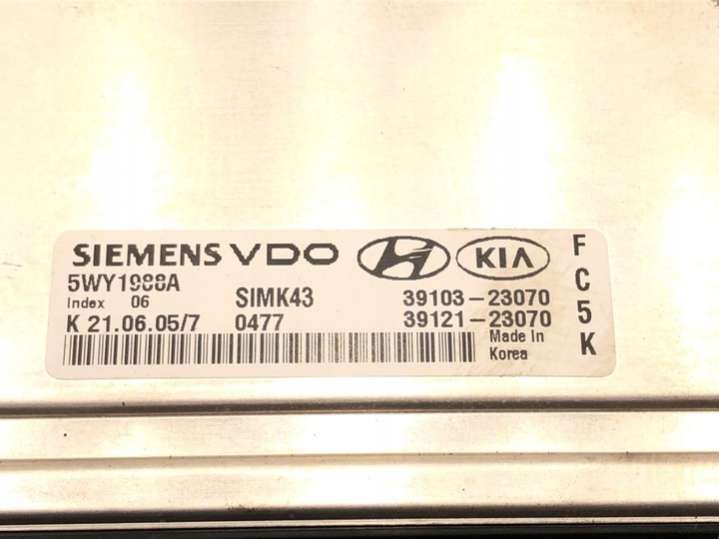 SIEMENS VDO KIA
5WY1988A
Index 06 SIMK43 39103-23070
K 21.06.05/7 0477 39121-23070
Made In
Korea
F
C
5
K